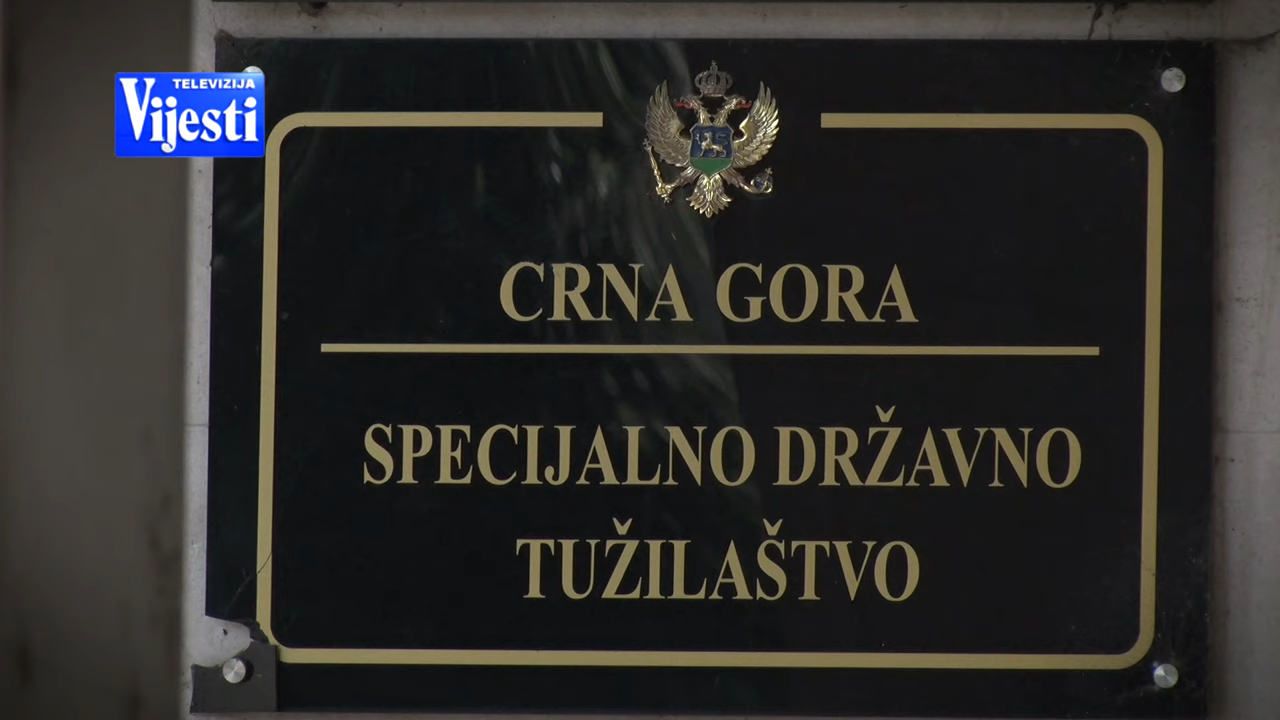 TELEVIZIJA
Vijesti
CRNA GORA
SPECIJALNO DRŽAVNO
TUŽILAŠTVO